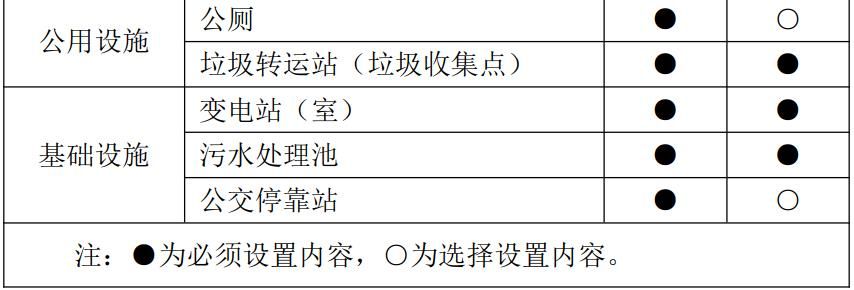 公用设施 公厕 ● ○
垃圾转运站（垃圾收集点） ● ●
基础设施 变电站（室） ● ●
污水处理池 ● ●
公交停靠站 ● ○
注：●为必须设置内容，○为选择设置内容。